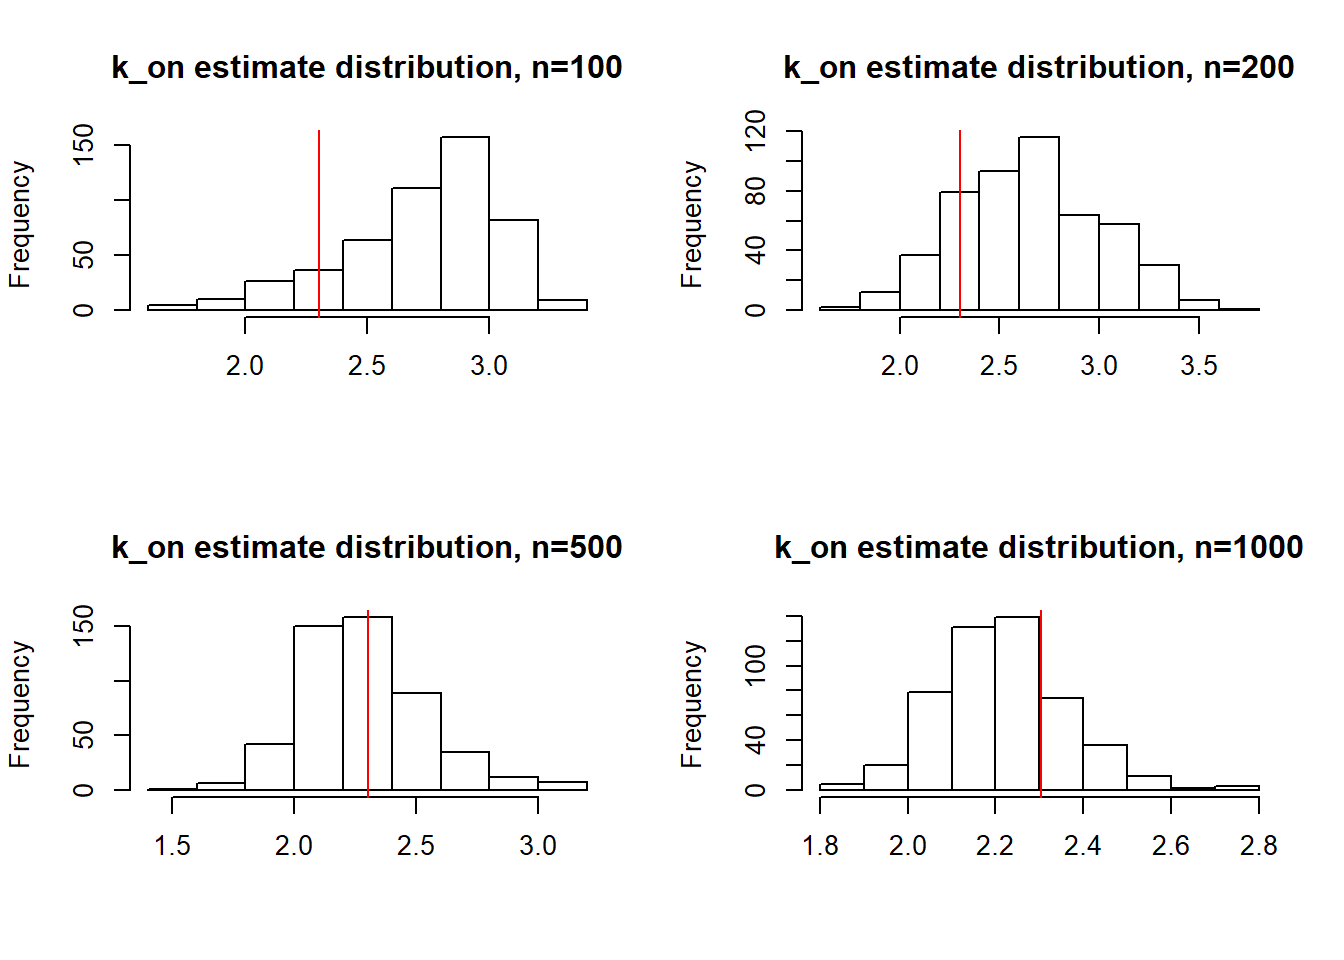 k_on estimate distribution, n=100
Frequency
0
50
150
2.0 2.5 3.0
k_on estimate distribution, n=200
Frequency
0
40
80
120
2.0 2.5 3.0 3.5
k_on estimate distribution, n=500
Frequency
0
50
150
1.5 2.0 2.5 3.0
k_on estimate distribution, n=1000
Frequency
0
40
100
1.8 2.0 2.2 2.4 2.6 2.8